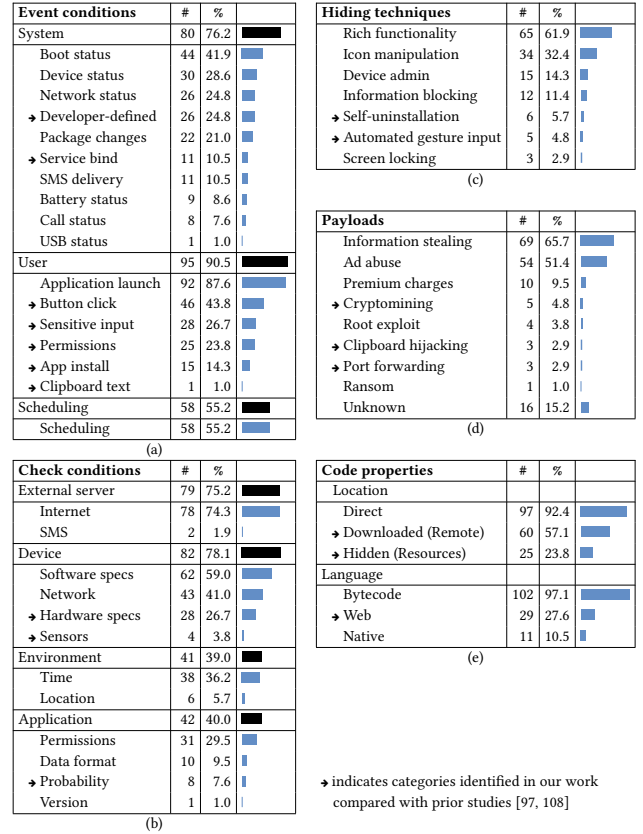 Event conditions # %
System 80 76.2
Boot status 44 41.9
Device status 30 28.6
Network status 26 24.8
➔ Developer-defined 26 24.8
Package changes 22 21.0
➔ Service bind 11 10.5
SMS delivery 11 10.5
Battery status 9 8.6
Call status 8 7.6
USB status 1 1.0
User 95 90.5
Application launch 92 87.6
➔ Button click 46 43.8
➔ Sensitive input 28 26.7
➔ Permissions 25 23.8
➔ App install 15 14.3
➔ Clipboard text 1 1.0
Scheduling 58 55.2
Scheduling 58 55.2
(a)
Check conditions # %
External server 79 75.2
Internet 78 74.3
SMS 2 1.9
Device 82 78.1
Software specs 62 59.0
Network 43 41.0
➔ Hardware specs 28 26.7
➔ Sensors 4 3.8
Environment 41 39.0
Time 38 36.2
Location 6 5.7
Application 42 40.0
Permissions 31 29.5
Data format 10 9.5
➔ Probability 8 7.6
Version 1 1.0
(b)
Hiding techniques # %
Rich functionality 65 61.9
Icon manipulation 34 32.4
Device admin 15 14.3
Information blocking 12 11.4
➔ Self-uninstallation 6 5.7
➔ Automated gesture input 5 4.8
Screen locking 3 2.9
(c)
Payloads # %
Information stealing 69 65.7
Ad abuse 54 51.4
Premium charges 10 9.5
➔ Cryptomining 5 4.8
Root exploit 4 3.8
➔ Clipboard hijacking 3 2.9
➔ Port forwarding 3 2.9
Ransom 1 1.0
Unknown 16 15.2
(d)
Code properties # %
Location
Direct 97 92.4
➔ Downloaded (Remote) 60 57.1
➔ Hidden (Resources) 25 23.8
Language
Bytecode 102 97.1
➔ Web 29 27.6
Native 11 10.5
(e)
➔ indicates categories identified in our work
compared with prior studies [97, 108]